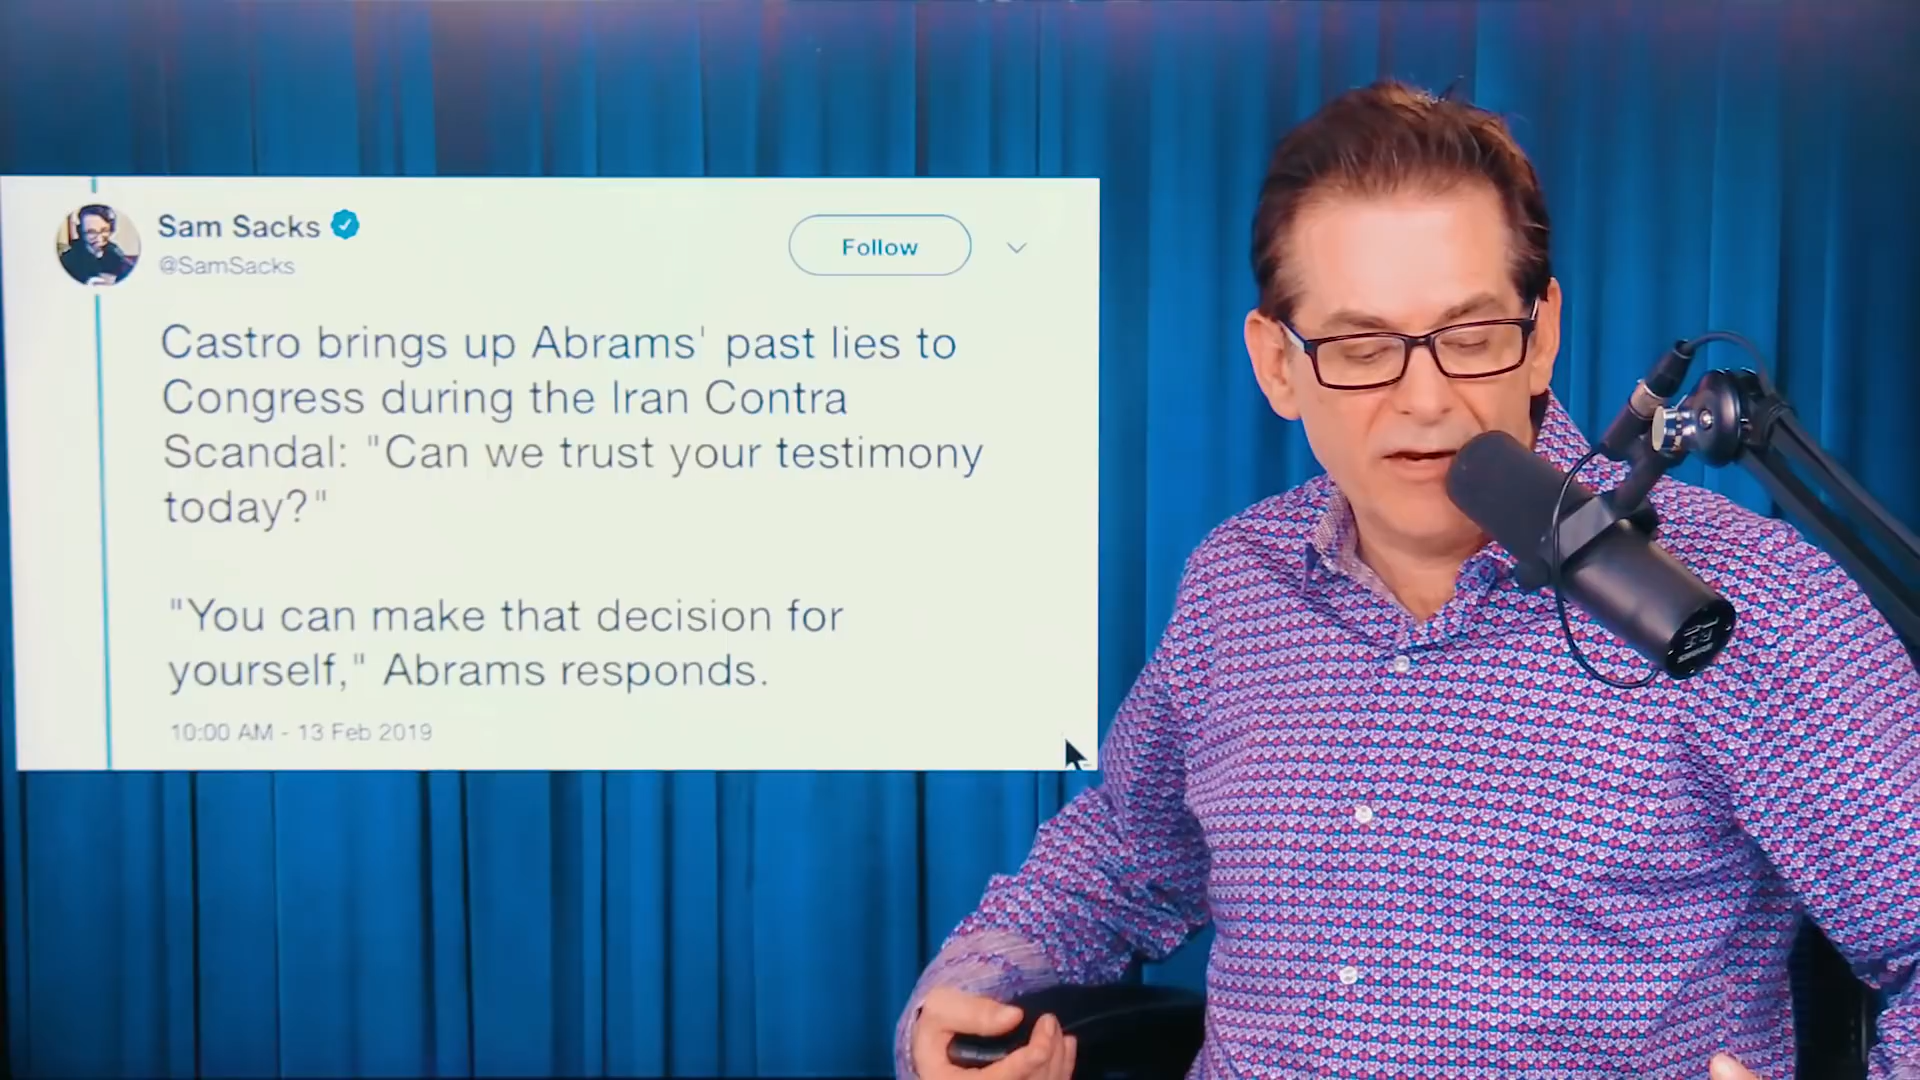 Sam Sacks
@SamSacks
Follow
Castro brings up Abrams' past lies to
Congress during the Iran Contra
Scandal: "Can we trust your testimony
today?"
"You can make that decision for
yourself," Abrams responds.
10:00 AM - 13 Feb 2019